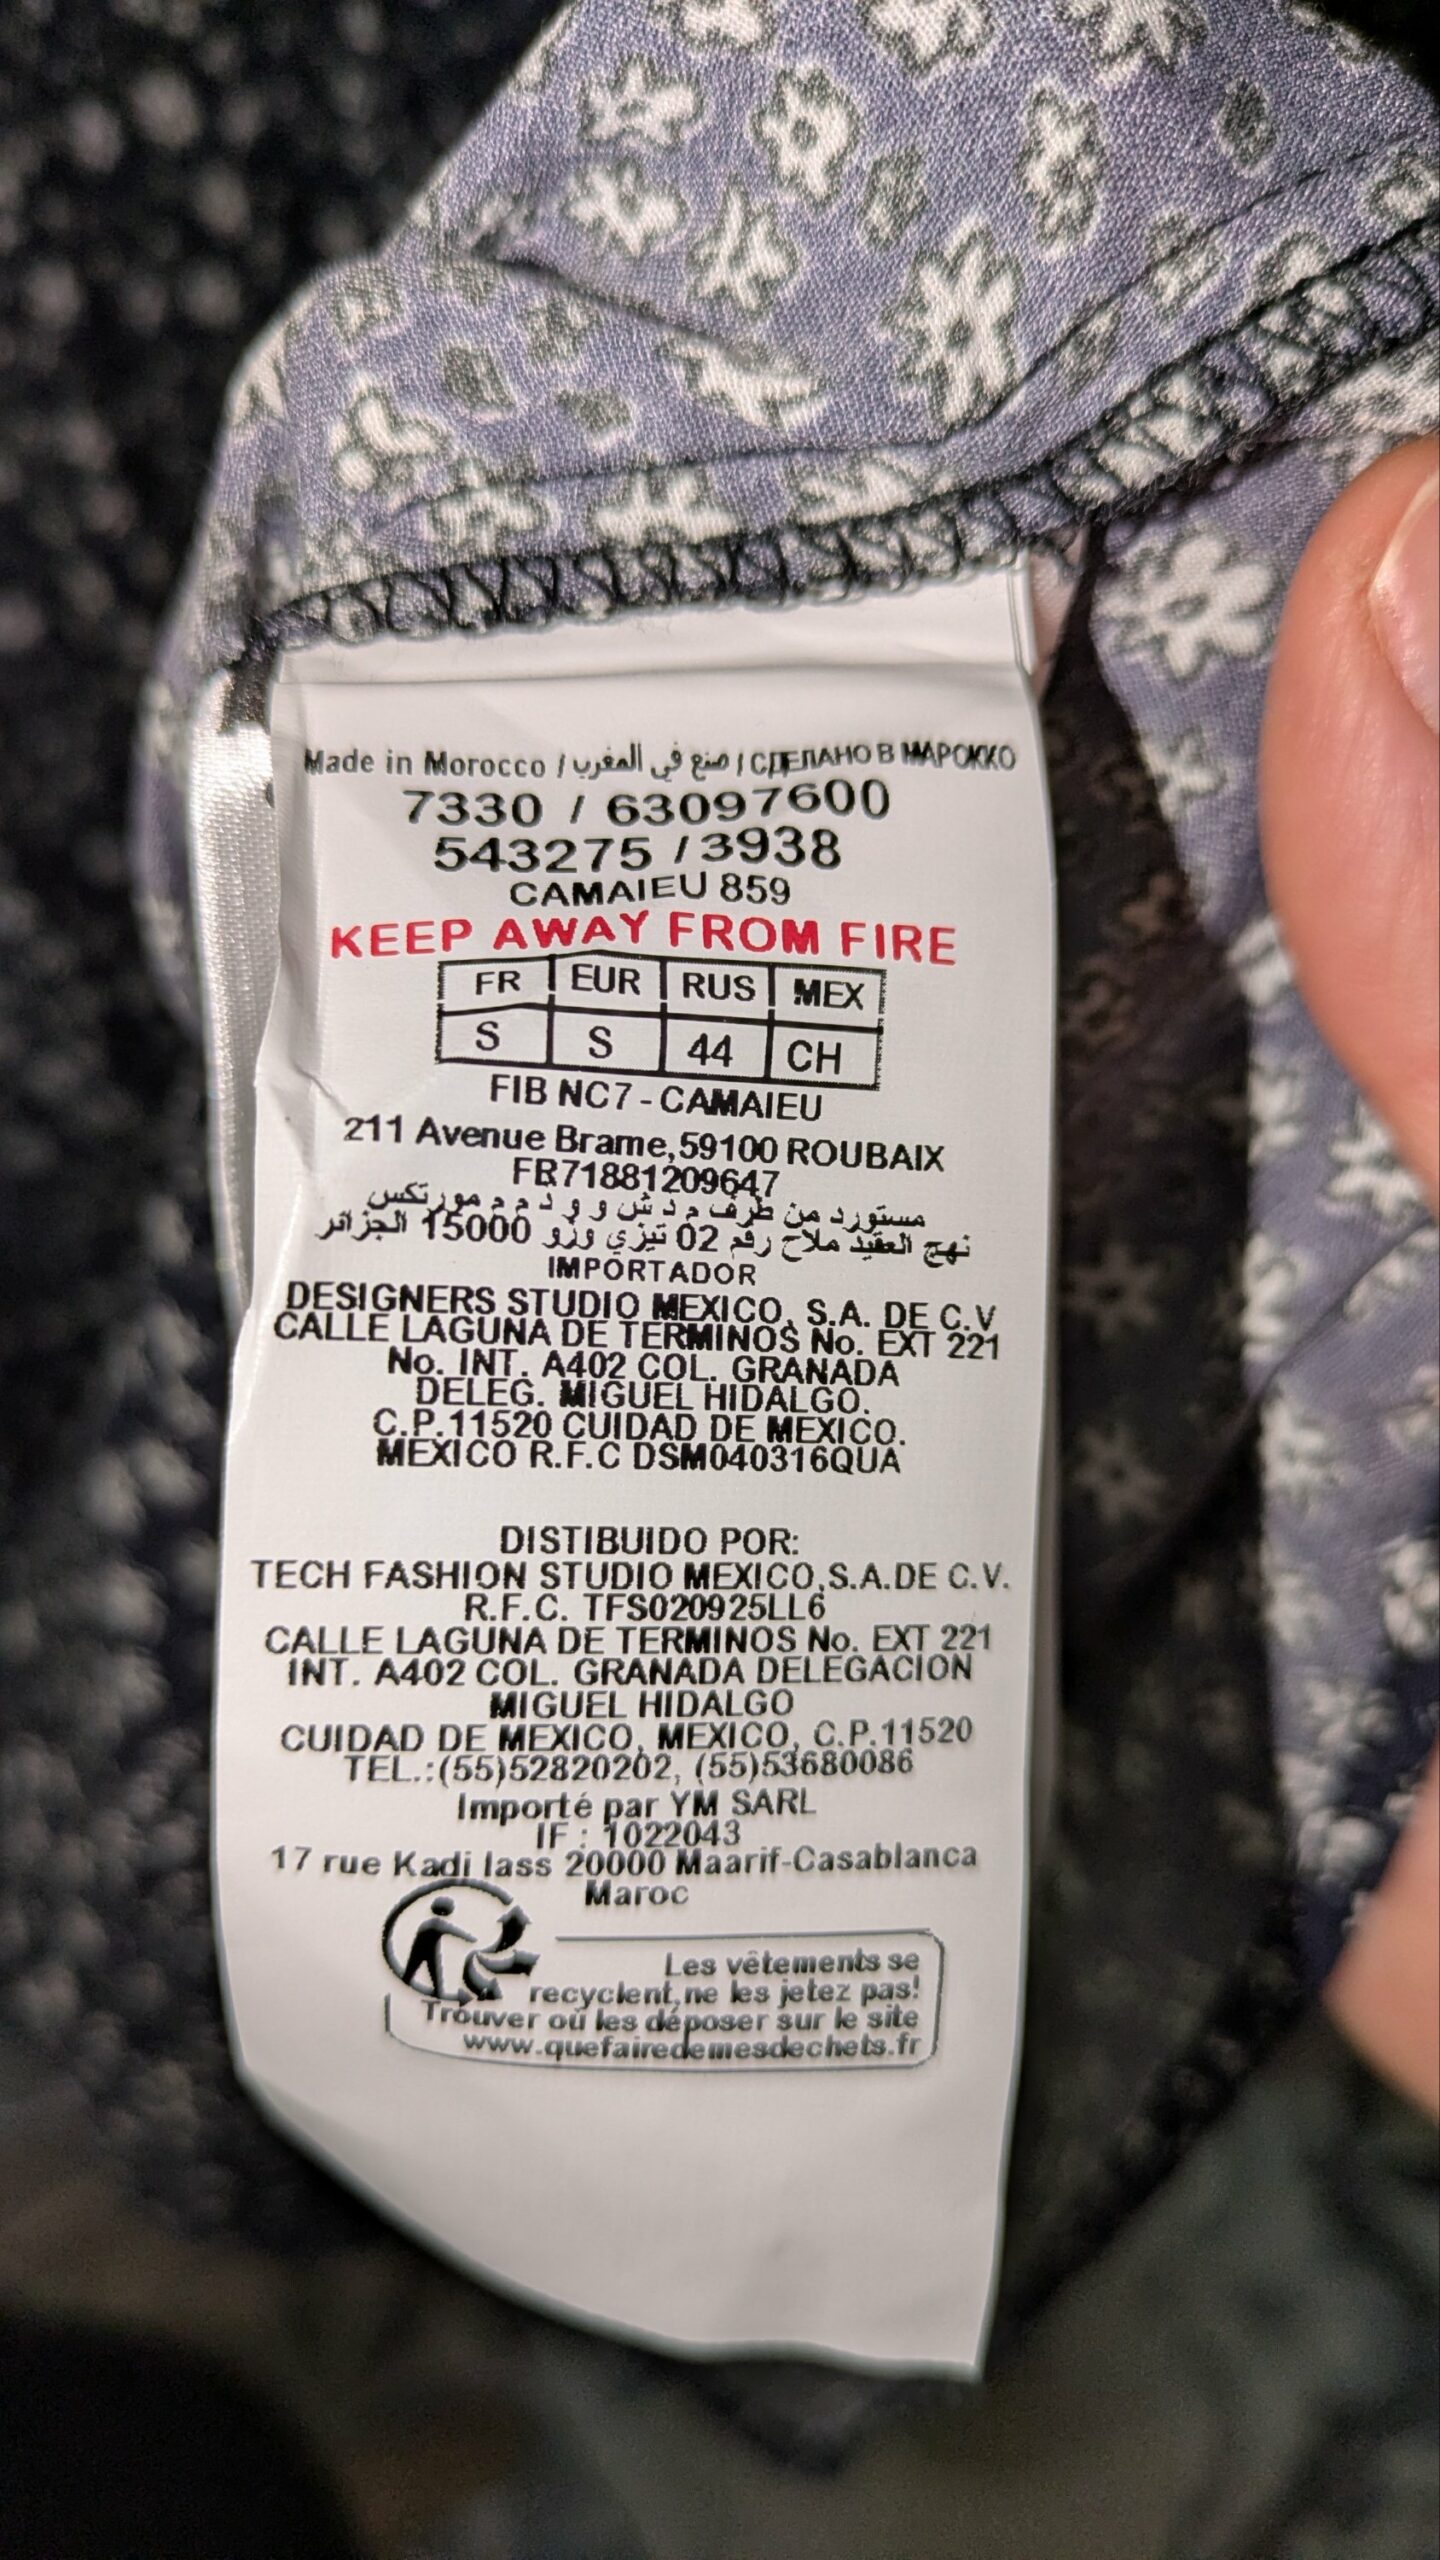 Made in Morocco / صنع في المغرب / СДЕЛАНО В МАРОККО
7330 / 63097600
543275 / 3938
CAMAIEU 859
KEEP AWAY FROM FIRE
FR EUR RUS MEX
S S 44 CH
FIB NC7 - CAMAIEU
211 Avenue Brame,59100 ROUBAIX
FR71881209647
مستورد من طرف م د ش و و د م م مورتكس
نهج العقيد ملاح رقم 02 تيزي وزو 15000 الجزائر
IMPORTADOR
DESIGNERS STUDIO MEXICO, S.A. DE C.V
CALLE LAGUNA DE TERMINOS No. EXT 221
No. INT. A402 COL. GRANADA
DELEG. MIGUEL HIDALGO.
C.P.11520 CUIDAD DE MEXICO.
MEXICO R.F.C DSM040316QUA
DISTIBUIDO POR:
TECH FASHION STUDIO MEXICO,S.A.DE C.V.
R.F.C. TFS020925LL6
CALLE LAGUNA DE TERMINOS No. EXT 221
INT. A402 COL. GRANADA DELEGACION
MIGUEL HIDALGO
CUIDAD DE MEXICO, MEXICO, C.P.11520
TEL.:(55)52820202, (55)53680086
Importé par YM SARL
IF : 1022043
17 rue Kadi Iass 20000 Maarif-Casablanca
Maroc
Les vêtements se
recyclent,ne les jetez pas!
Trouver où les déposer sur le site
www.quefairedemesdechets.fr